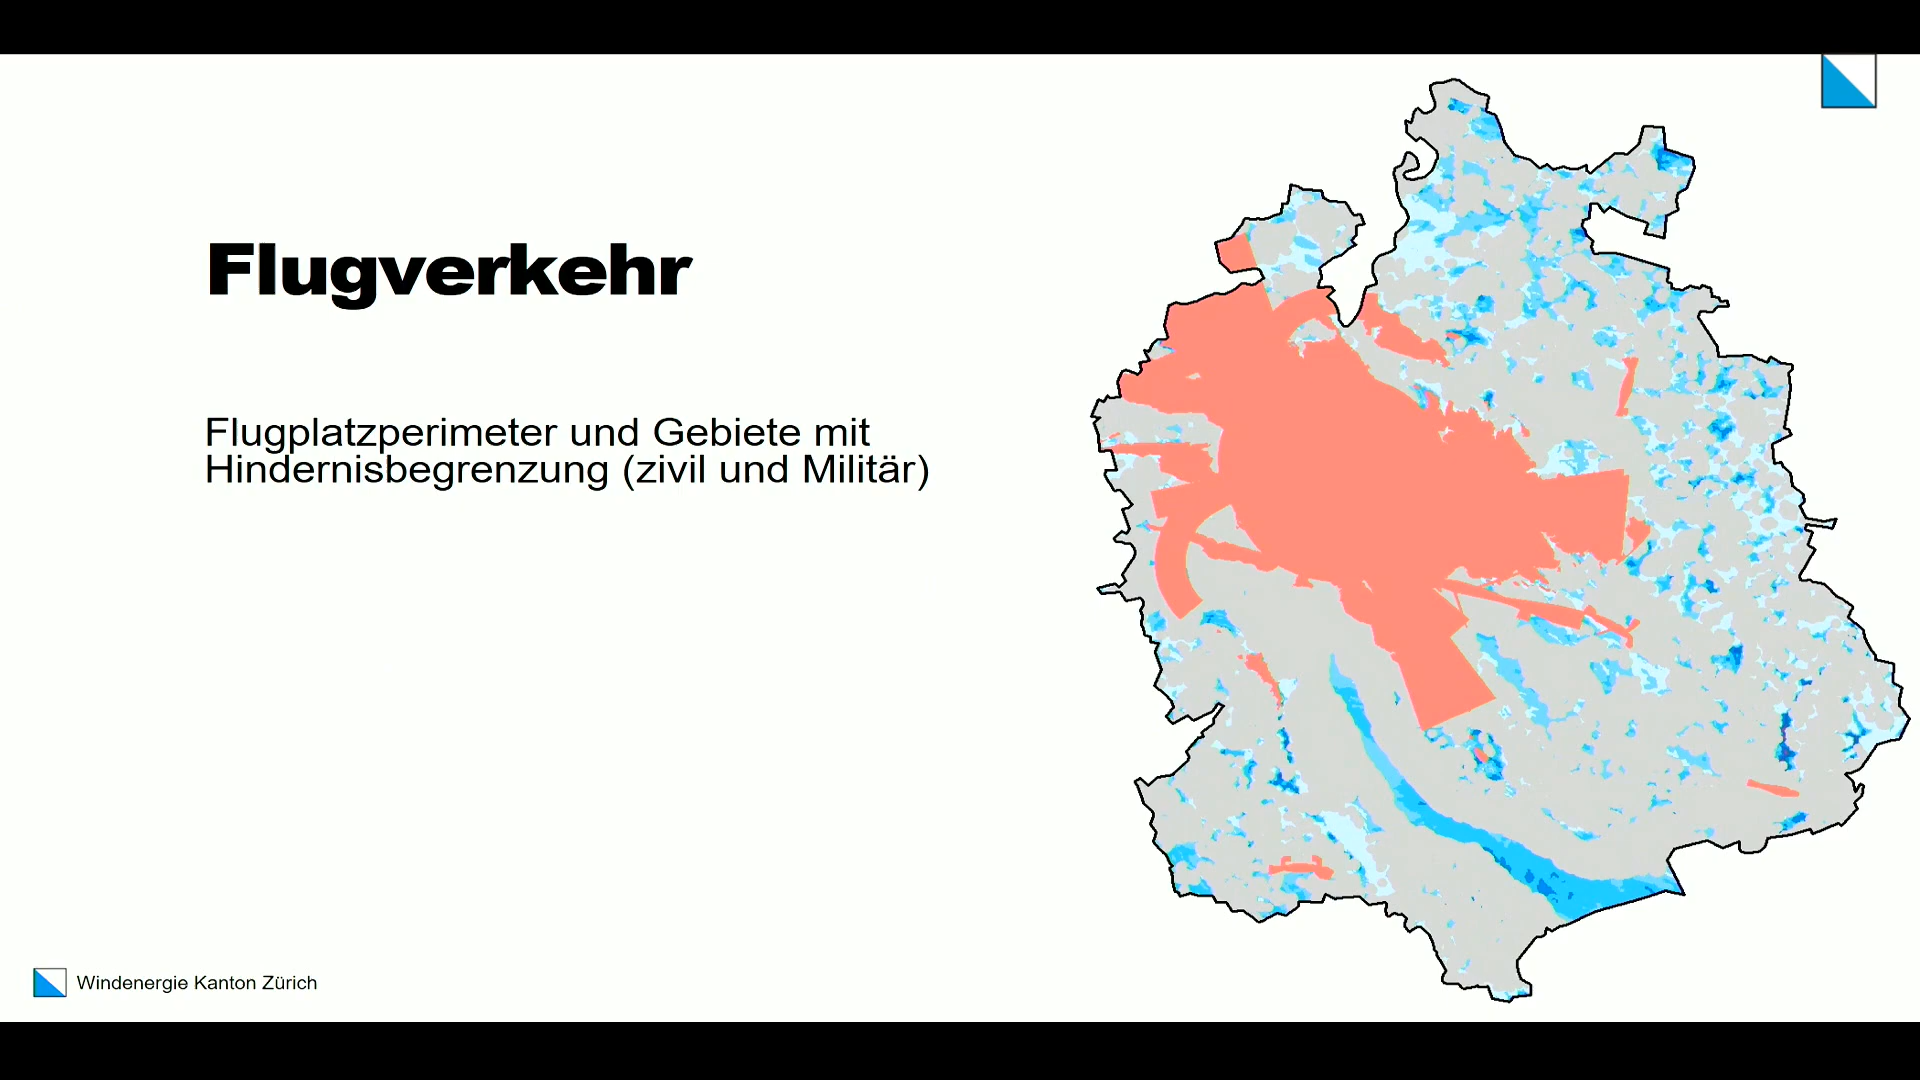 Flugverkehr
Flugplatzperimeter und Gebiete mit
Hindernisbegrenzung (zivil und Militär)
Windenergie Kanton Zürich